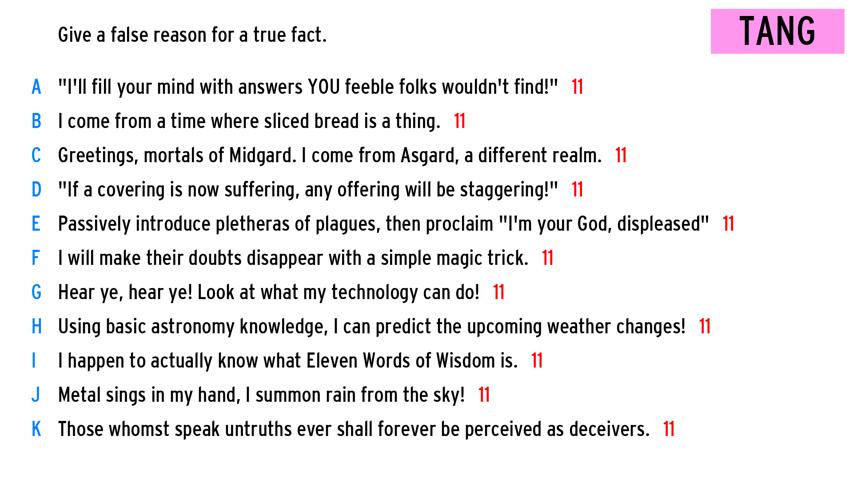 Give a false reason for a true fact.
TANG
A "I'll fill your mind with answers YOU feeble folks wouldn't find!" 11
B I come from a time where sliced bread is a thing. 11
C Greetings, mortals of Midgard. I come from Asgard, a different realm. 11
D "If a covering is now suffering, any offering will be staggering!" 11
E Passively introduce pletheras of plagues, then proclaim "I'm your God, displeased" 11
F I will make their doubts disappear with a simple magic trick. 11
G Hear ye, hear ye! Look at what my technology can do! 11
H Using basic astronomy knowledge, I can predict the upcoming weather changes! 11
I I happen to actually know what Eleven Words of Wisdom is. 11
J Metal sings in my hand, I summon rain from the sky! 11
K Those whomst speak untruths ever shall forever be perceived as deceivers. 11